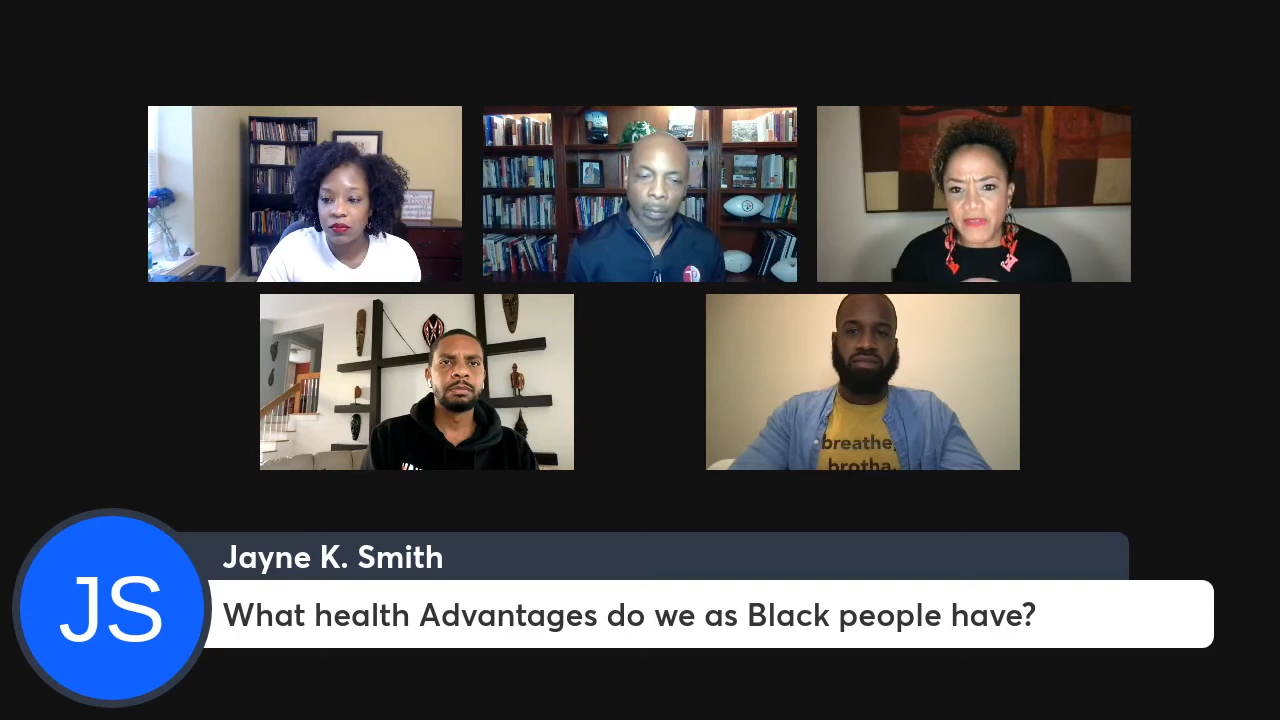 breathe,
brotha.
JS
Jayne K. Smith
What health Advantages do we as Black people have?